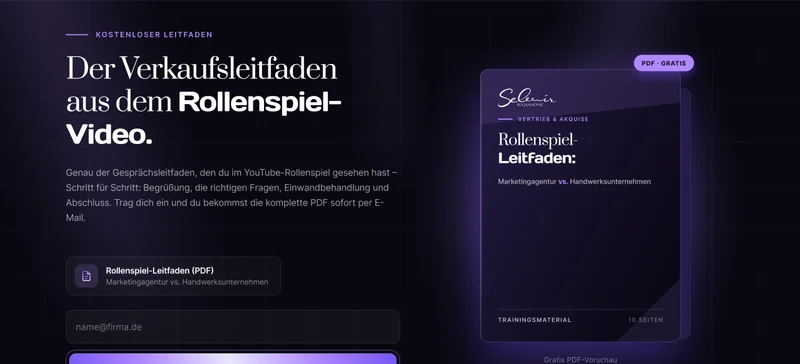 KOSTENLOSER LEITFADEN
Der Verkaufsleitfaden
aus dem Rollenspiel-
Video.
Genau der Gesprächsleitfaden, den du im YouTube-Rollenspiel gesehen hast –
Schritt für Schritt: Begrüßung, die richtigen Fragen, Einwandbehandlung und
Abschluss. Trag dich ein und du bekommst die komplette PDF sofort per E-
Mail.
Rollenspiel-Leitfaden (PDF)
Marketingagentur vs. Handwerksunternehmen
name@firma.de
PDF · GRATIS
Selemir
VERTRIEB & AKQUISE
Rollenspiel-
Leitfaden:
Marketingagentur vs. Handwerksunternehmen
TRAININGSMATERIAL
10 SEITEN
Gratis PDF-Vorschau